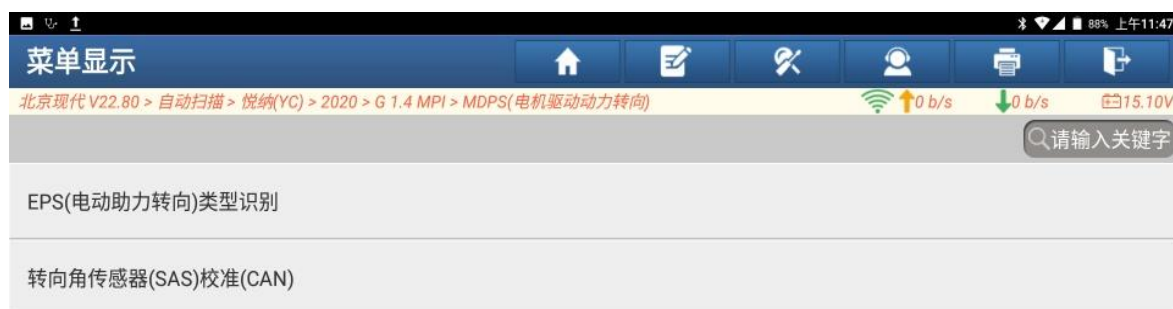 88% 上午11:47
菜单显示
北京现代 V22.80 > 自动扫描 > 悦纳(YC) > 2020 > G 1.4 MPI > MDPS(电机驱动动力转向) 0 b/s 0 b/s 15.10V
请输入关键字
EPS(电动助力转向)类型识别
转向角传感器(SAS)校准(CAN)